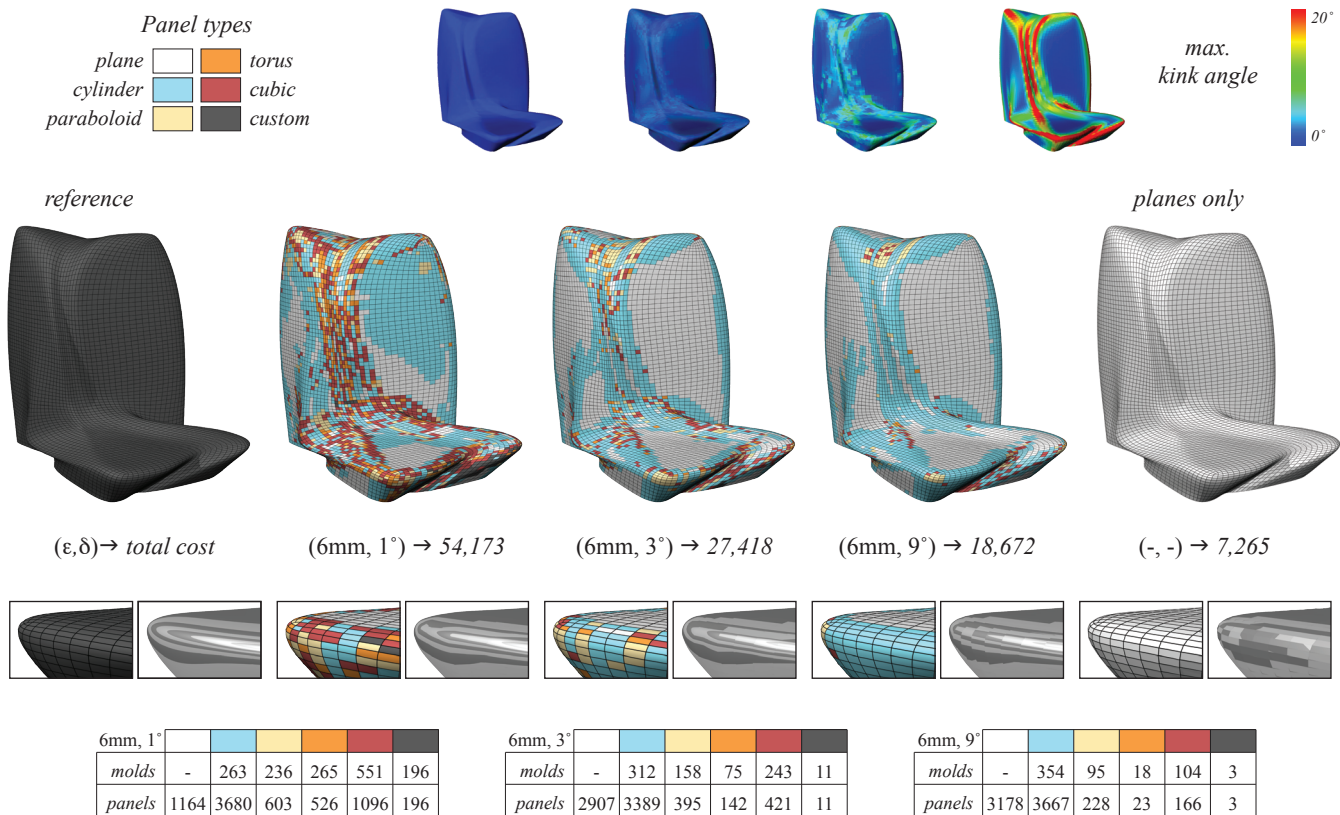 Panel types
plane torus
cylinder cubic
paraboloid custom
max.
kink angle
20°
0°
reference
planes only
(ε,δ)→ total cost
(6mm, 1°) → 54,173
(6mm, 3°) → 27,418
(6mm, 9°) → 18,672
(-, -) → 7,265
6mm, 1°
molds - 263 236 265 551 196
panels 1164 3680 603 526 1096 196
6mm, 3°
molds - 312 158 75 243 11
panels 2907 3389 395 142 421 11
6mm, 9°
molds - 354 95 18 104 3
panels 3178 3667 228 23 166 3